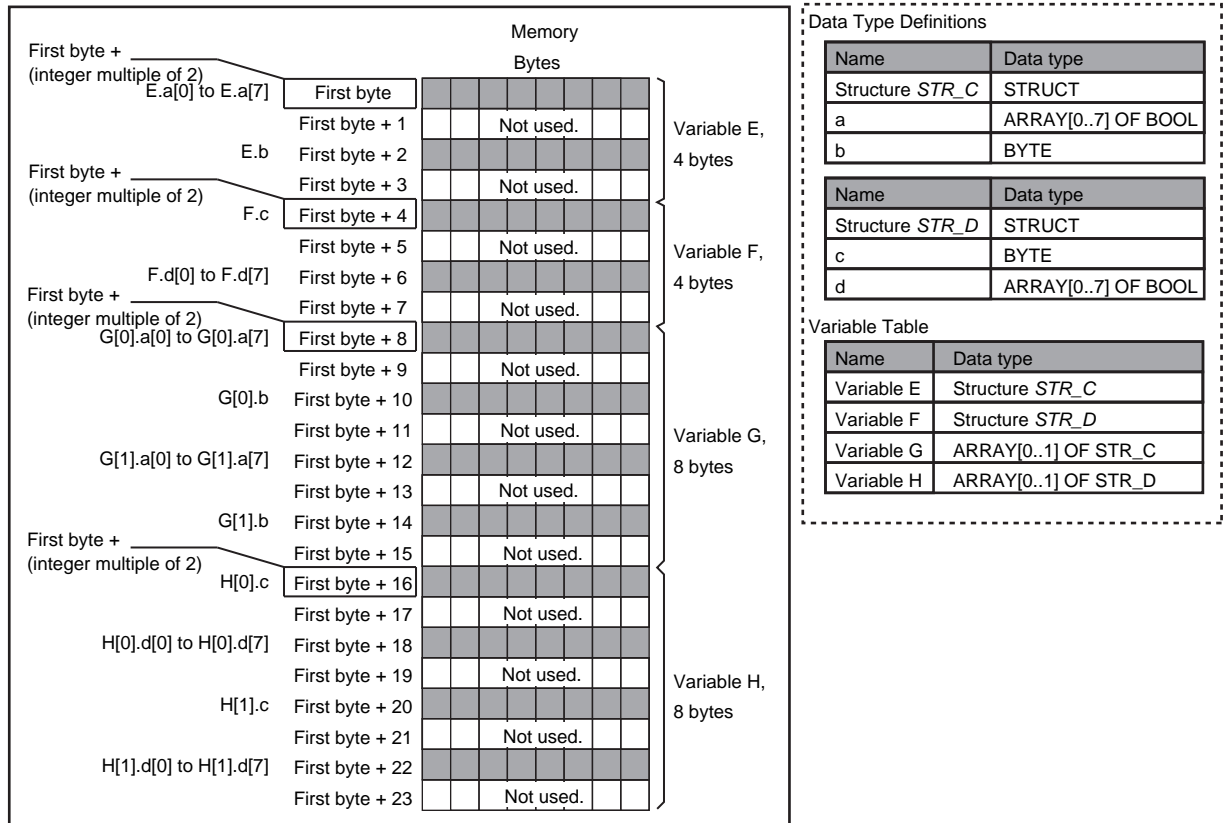 Memory
Bytes
First byte +
(integer multiple of 2)
E.a[0] to E.a[7] First byte
First byte + 1 Not used.
E.b First byte + 2
First byte + 3 Not used.
Variable E,
4 bytes
First byte +
(integer multiple of 2)
F.c First byte + 4
First byte + 5 Not used.
F.d[0] to F.d[7] First byte + 6
First byte + 7 Not used.
Variable F,
4 bytes
First byte +
(integer multiple of 2)
G[0].a[0] to G[0].a[7] First byte + 8
First byte + 9 Not used.
G[0].b First byte + 10
First byte + 11 Not used.
G[1].a[0] to G[1].a[7] First byte + 12
First byte + 13 Not used.
G[1].b First byte + 14
First byte + 15 Not used.
Variable G,
8 bytes
First byte +
(integer multiple of 2)
H[0].c First byte + 16
First byte + 17 Not used.
H[0].d[0] to H[0].d[7] First byte + 18
First byte + 19 Not used.
H[1].c First byte + 20
First byte + 21 Not used.
H[1].d[0] to H[1].d[7] First byte + 22
First byte + 23 Not used.
Variable H,
8 bytes
Data Type Definitions
Name Data type
Structure STR_C STRUCT
a ARRAY[0..7] OF BOOL
b BYTE
Name Data type
Structure STR_D STRUCT
c BYTE
d ARRAY[0..7] OF BOOL
Variable Table
Name Data type
Variable E Structure STR_C
Variable F Structure STR_D
Variable G ARRAY[0..1] OF STR_C
Variable H ARRAY[0..1] OF STR_D